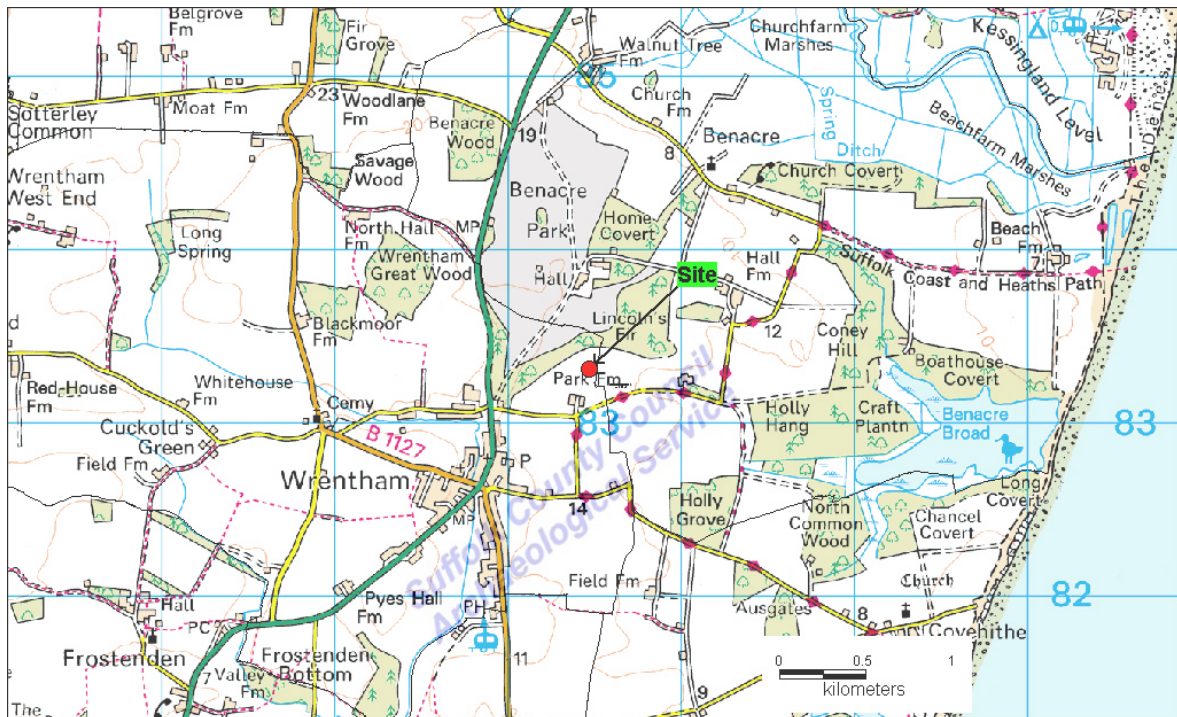 Belgrove
Fm
Fir
Grove
Walnut Tree
Fm
Churchfarm
Marshes
Kessingland Level
The Denes
85
Moat Fm
23
Woodlane
Fm
Church
Fm
Sotterley
Common
Benacre
Wood
19
Spring
Ditch
Beachfarm Marshes
8
Benacre
Savage
Wood
Church Covert
Wrentham
West End
Benacre
Park
Home
Covert
North Hall
Fm
MP
Long
Spring
Wrentham
Great Wood
Hall
Site
Hall
Fm
Beach
Fm
7
Suffolk
Coast and Heaths Path
Lincoln's
Fir
12
Blackmoor
Fm
Coney
Hill
Boathouse
Covert
Red House
Fm
Whitehouse
Fm
Park Fm
Cemy
83
Holly
Hang
Craft
Plantn
Benacre
Broad
83
Cuckold's
Green
B 1127
Field Fm
Wrentham
P
MP
14
Holly
Grove
North
Common
Wood
Long
Covert
Chancel
Covert
Suffolk County Council
Archaeological Service
Field Fm
Church
Ausgates
8
82
Covehithe
Hall
PC
Pyes Hall
Fm
PH
Frostenden
7
Valley
Fm
Frostenden
Bottom
11
9
The
0 0.5 1
kilometers